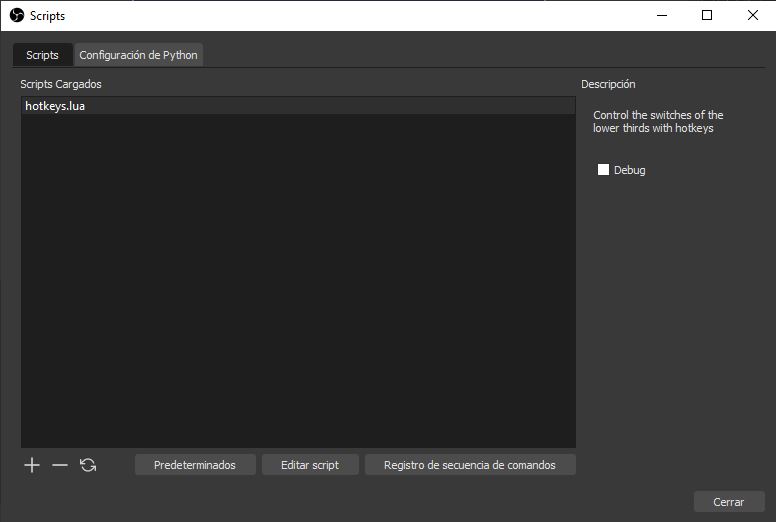 Scripts
Scripts
Configuración de Python
Scripts Cargados
Descripción
hotkeys.lua
Control the switches of the
lower thirds with hotkeys
Debug
Predeterminados
Editar script
Registro de secuencia de comandos
Cerrar